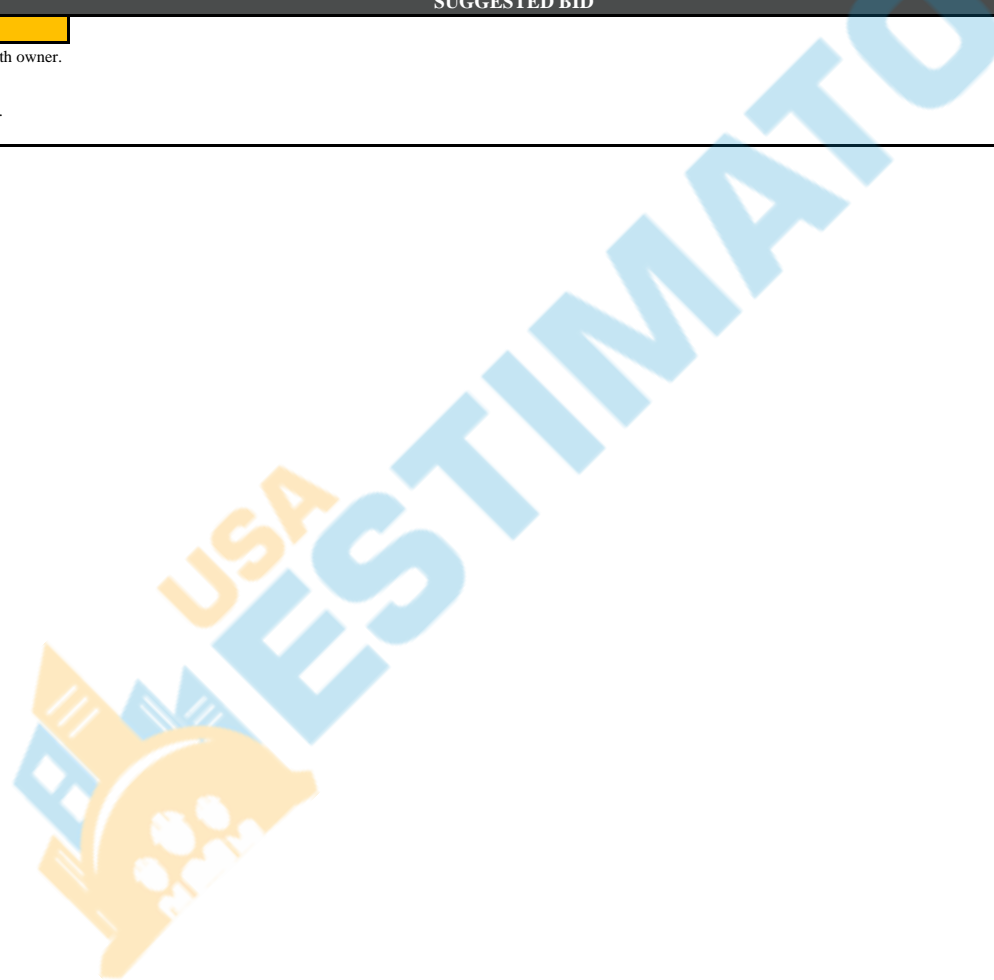 SUGGESTED BID
th owner.
.
USA
ESTIMATO